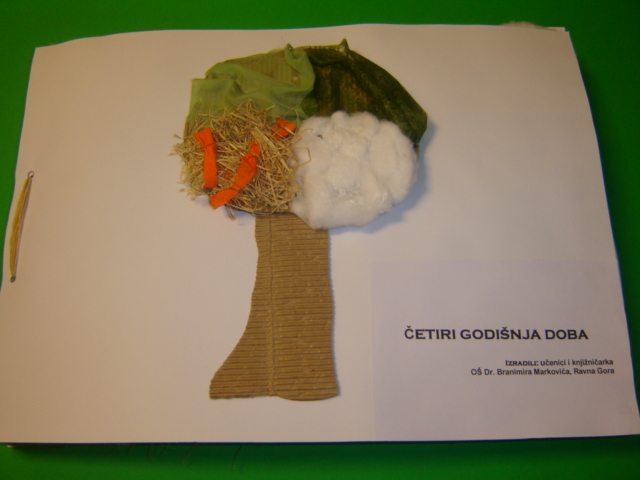 ČETIRI GODIŠNJA DOBA
IZRADILI: učenici i knjižničarka
OŠ Dr. Branimira Markovića, Ravna Gora